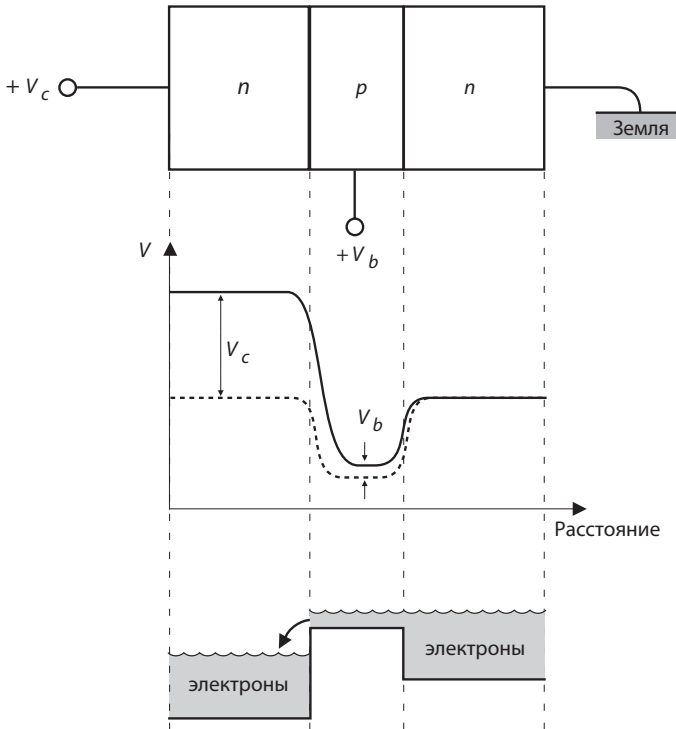 + V_c
n
p
n
Земля
+V_b
V
V_c
V_b
Расстояние
электроны
электроны